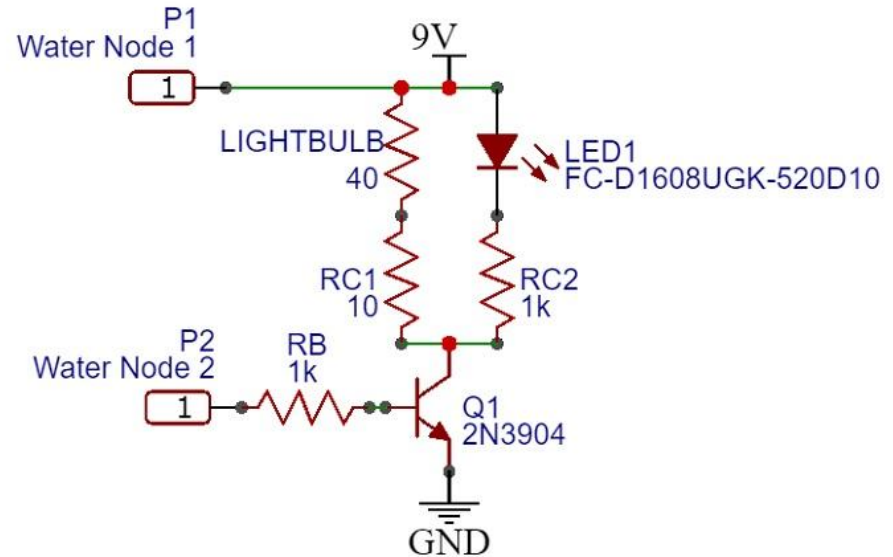 P1
Water Node 1
1
9V
LIGHTBULB
40
LED1
FC-D1608UGK-520D10
RC1
10
RC2
1k
P2
Water Node 2
1
RB
1k
Q1
2N3904
GND